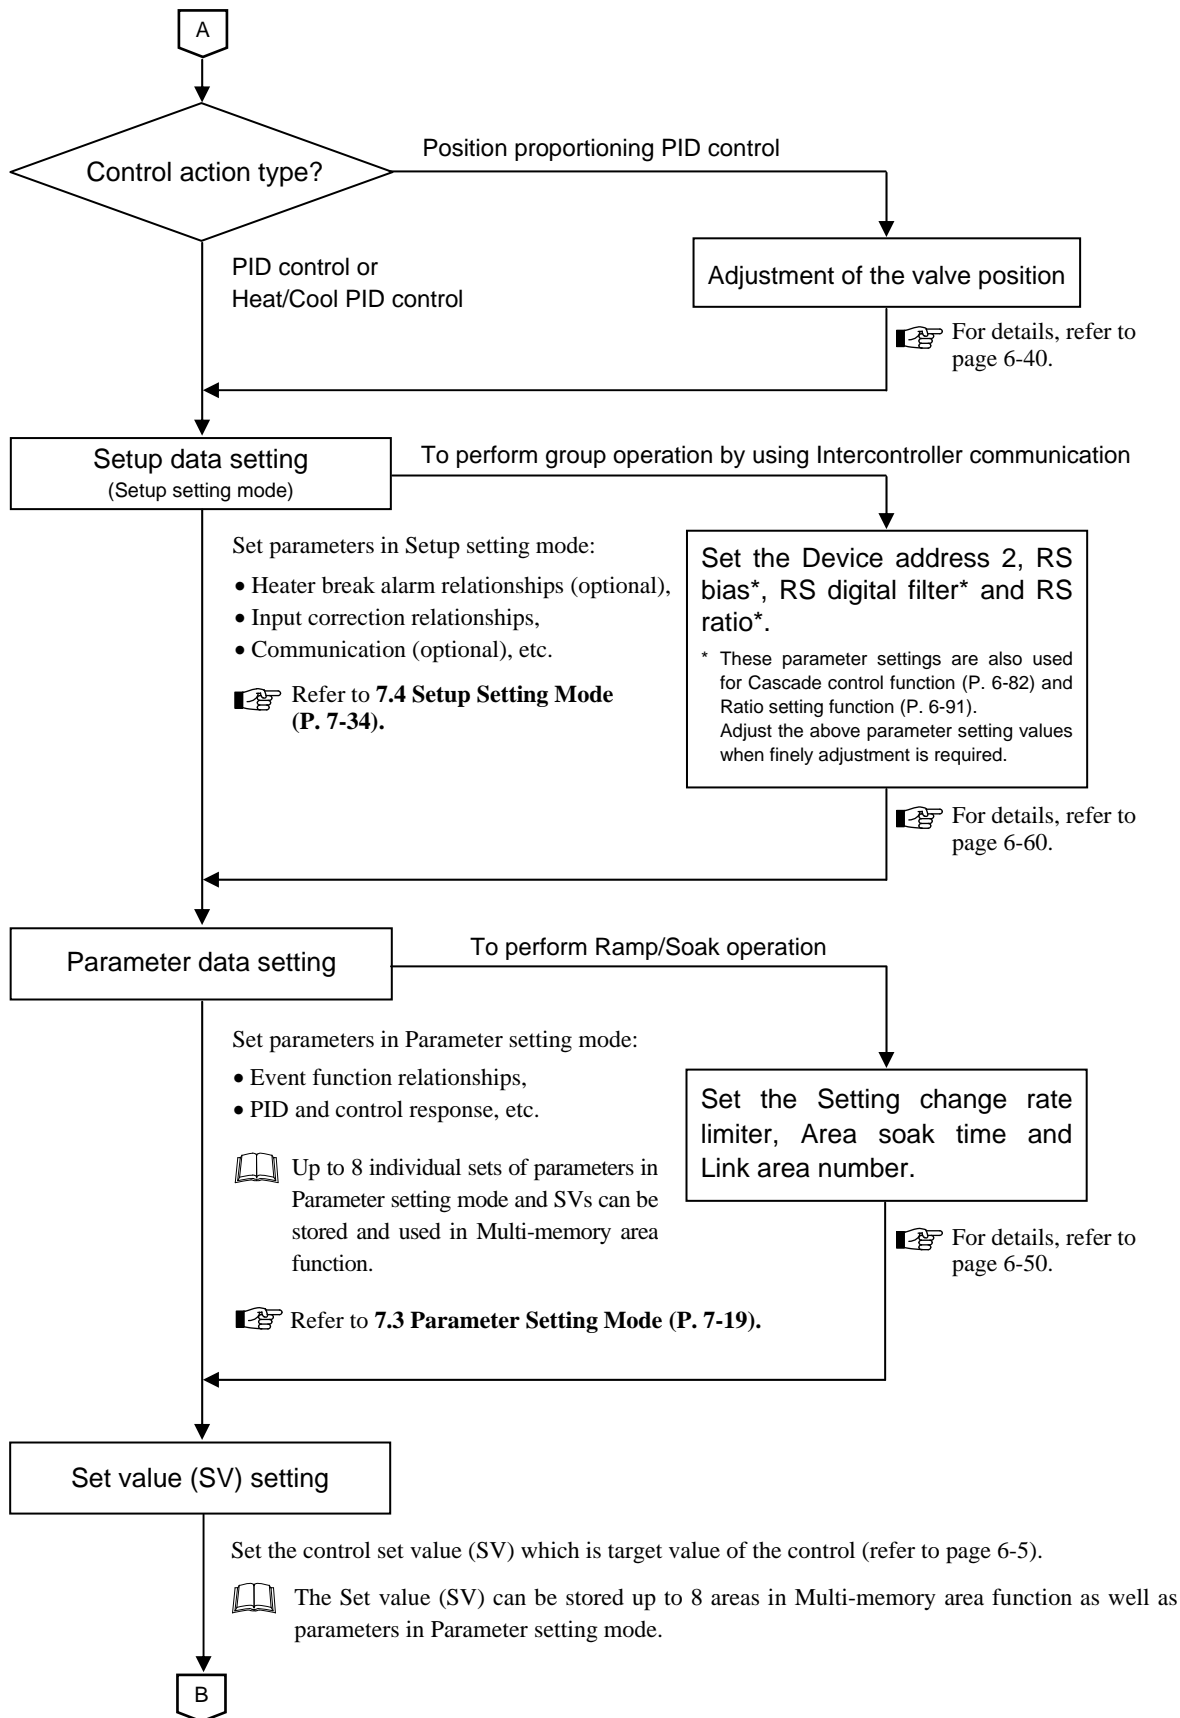 A
Control action type?
Position proportioning PID control
PID control or
Heat/Cool PID control
Adjustment of the valve position
For details, refer to
page 6-40.
Setup data setting
(Setup setting mode)
To perform group operation by using Intercontroller communication
Set parameters in Setup setting mode:
• Heater break alarm relationships (optional),
• Input correction relationships,
• Communication (optional), etc.
Refer to 7.4 Setup Setting Mode
(P. 7-34).
Set the Device address 2, RS
bias*, RS digital filter* and RS
ratio*.
* These parameter settings are also used
for Cascade control function (P. 6-82) and
Ratio setting function (P. 6-91).
Adjust the above parameter setting values
when finely adjustment is required.
For details, refer to
page 6-60.
Parameter data setting
To perform Ramp/Soak operation
Set parameters in Parameter setting mode:
• Event function relationships,
• PID and control response, etc.
Up to 8 individual sets of parameters in
Parameter setting mode and SVs can be
stored and used in Multi-memory area
function.
Refer to 7.3 Parameter Setting Mode (P. 7-19).
Set the Setting change rate
limiter, Area soak time and
Link area number.
For details, refer to
page 6-50.
Set value (SV) setting
Set the control set value (SV) which is target value of the control (refer to page 6-5).
The Set value (SV) can be stored up to 8 areas in Multi-memory area function as well as
parameters in Parameter setting mode.
B